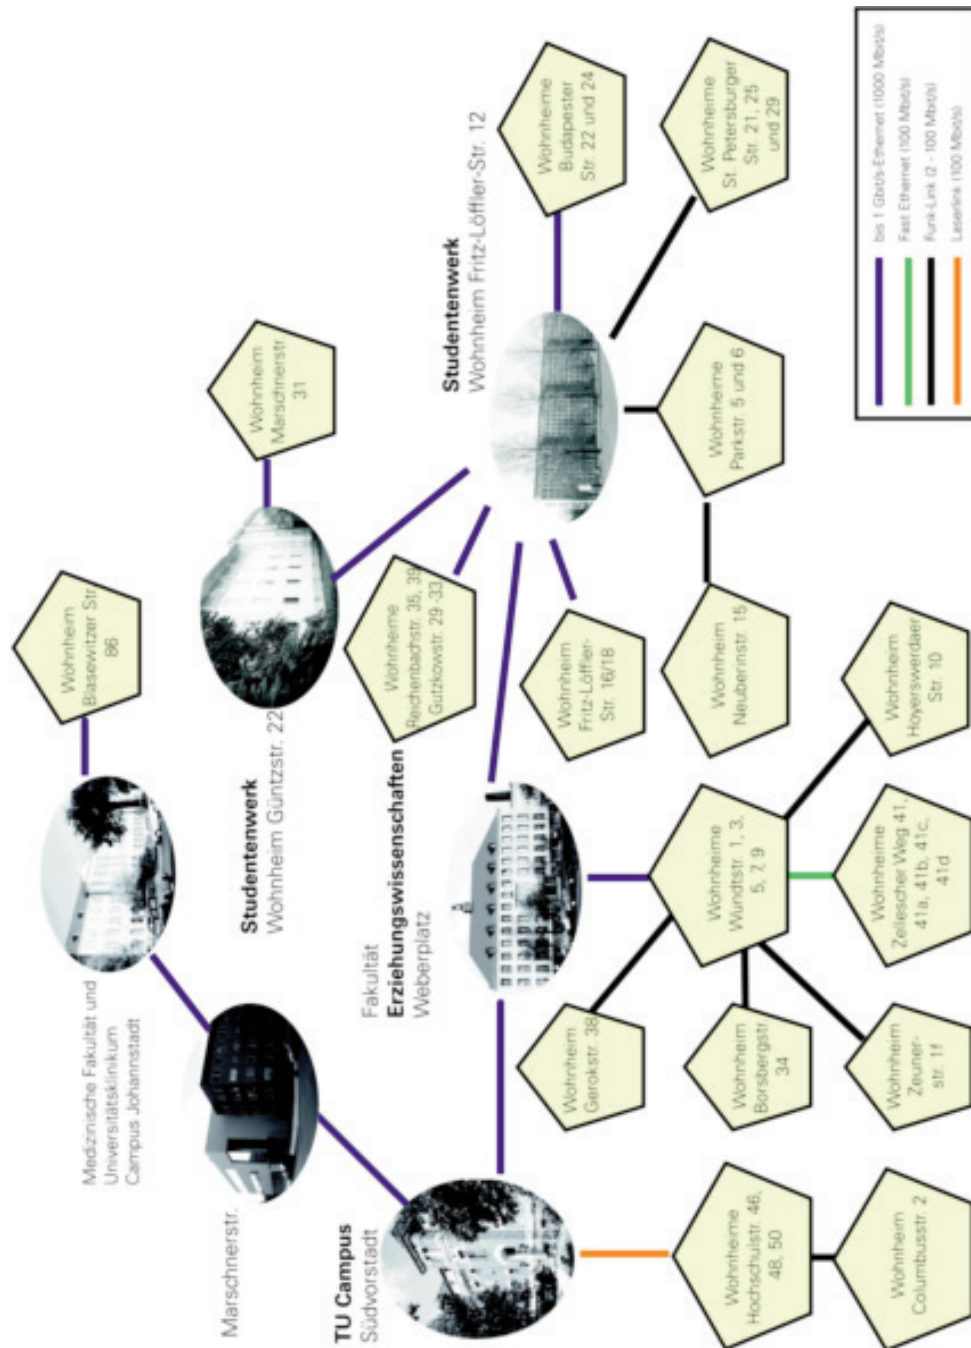 Medizinische Fakultät und
Universitätsklinikum
Campus Johannstadt
Wohnheim
Blasewitzer Str.
86
Marschnerstr.
Studentenwerk
Wohnheim Güntzstr. 22
Wohnheim
Marschnerstr.
31
TU Campus
Südvorstadt
Fakultät
Erziehungswissenschaften
Weberplatz
Wohnheime
Reichenbachstr. 35, 39
Gutzkowstr. 29 -33
Studentenwerk
Wohnheim Fritz-Löffler-Str. 12
Wohnheime
Budapester
Str. 22 und 24
Wohnheim
Fritz-Löffler-
Str. 16/18
Wohnheim
Gerokstr. 38
Wohnheime
Hochschulstr. 46,
48, 50
Wohnheime
Wundtstr. 1, 3,
5, 7, 9
Wohnheim
Neuberinstr. 15
Wohnheime
Parkstr. 5 und 6
Wohnheime
St. Petersburger
Str. 21, 25
und 29
Wohnheim
Borsbergstr.
34
Wohnheim
Columbusstr. 2
Wohnheim
Zeuner-
str. 1f
Wohnheime
Zellescher Weg 41,
41a, 41b, 41c,
41d
Wohnheim
Hoyerswerdaer
Str. 10
bis 1 Gbit/s-Ethernet (1000 Mbit/s)
Fast Ethernet (100 Mbit/s)
Funk-Link (2 - 100 Mbit/s)
Laserlink (100 Mbit/s)